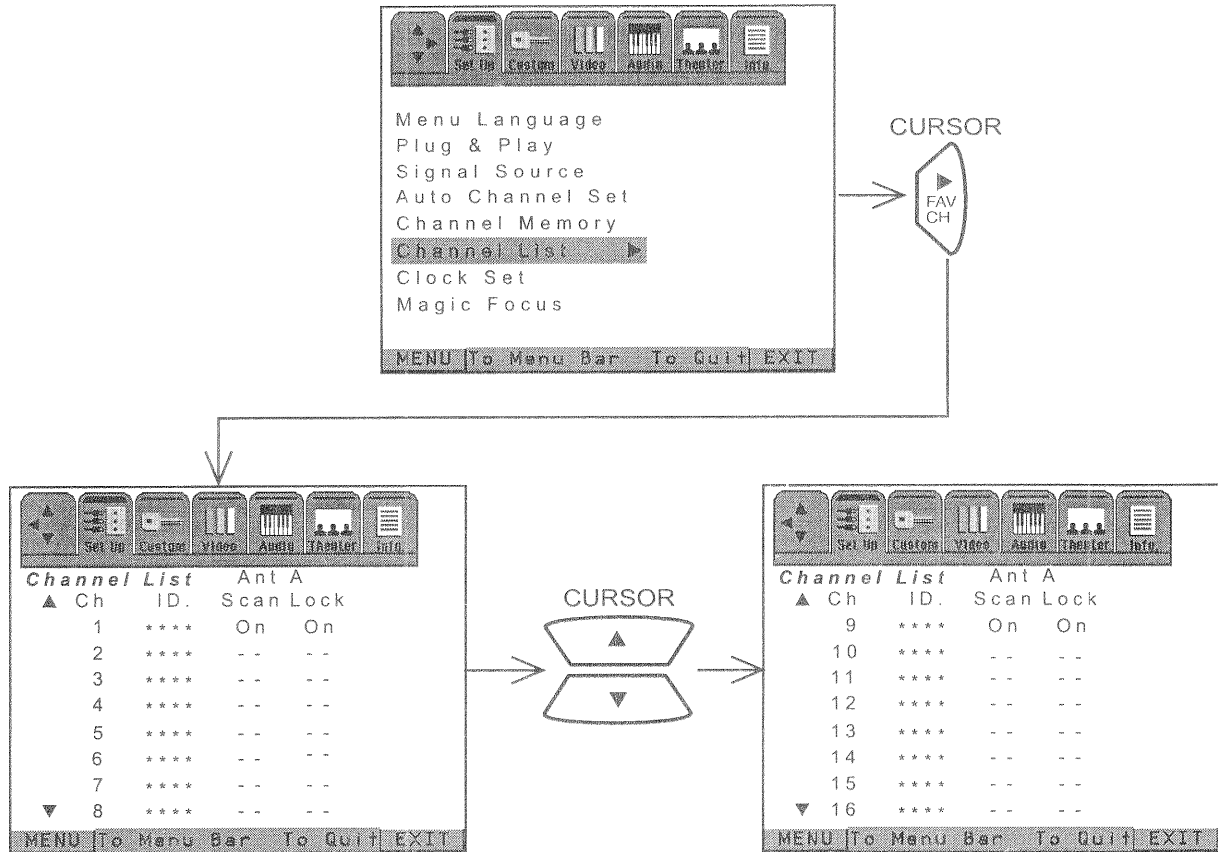 Set Up Custom Video Audio Theater Info
Menu Language
Plug & Play
Signal Source
Auto Channel Set
Channel Memory
Channel List
Clock Set
Magic Focus
MENU To Menu Bar To Quit EXIT
CURSOR
FAV
CH
Set Up Custom Video Audio Theater Info.
Channel List Ant A
Ch ID. Scan Lock
1 **** On On
2 **** -- --
3 **** -- --
4 **** -- --
5 **** -- --
6 **** -- --
7 **** -- --
8 ****
MENU To Menu Bar To Quit EXIT
CURSOR
Set Up Custom Video Audio Theater Info.
Channel List Ant A
Ch ID. Scan Lock
9 **** On On
10 **** -- --
11 **** -- --
12 **** -- --
13 **** -- --
14 **** -- --
15 **** -- --
16 **** -- --
MENU To Menu Bar To Quit EXIT